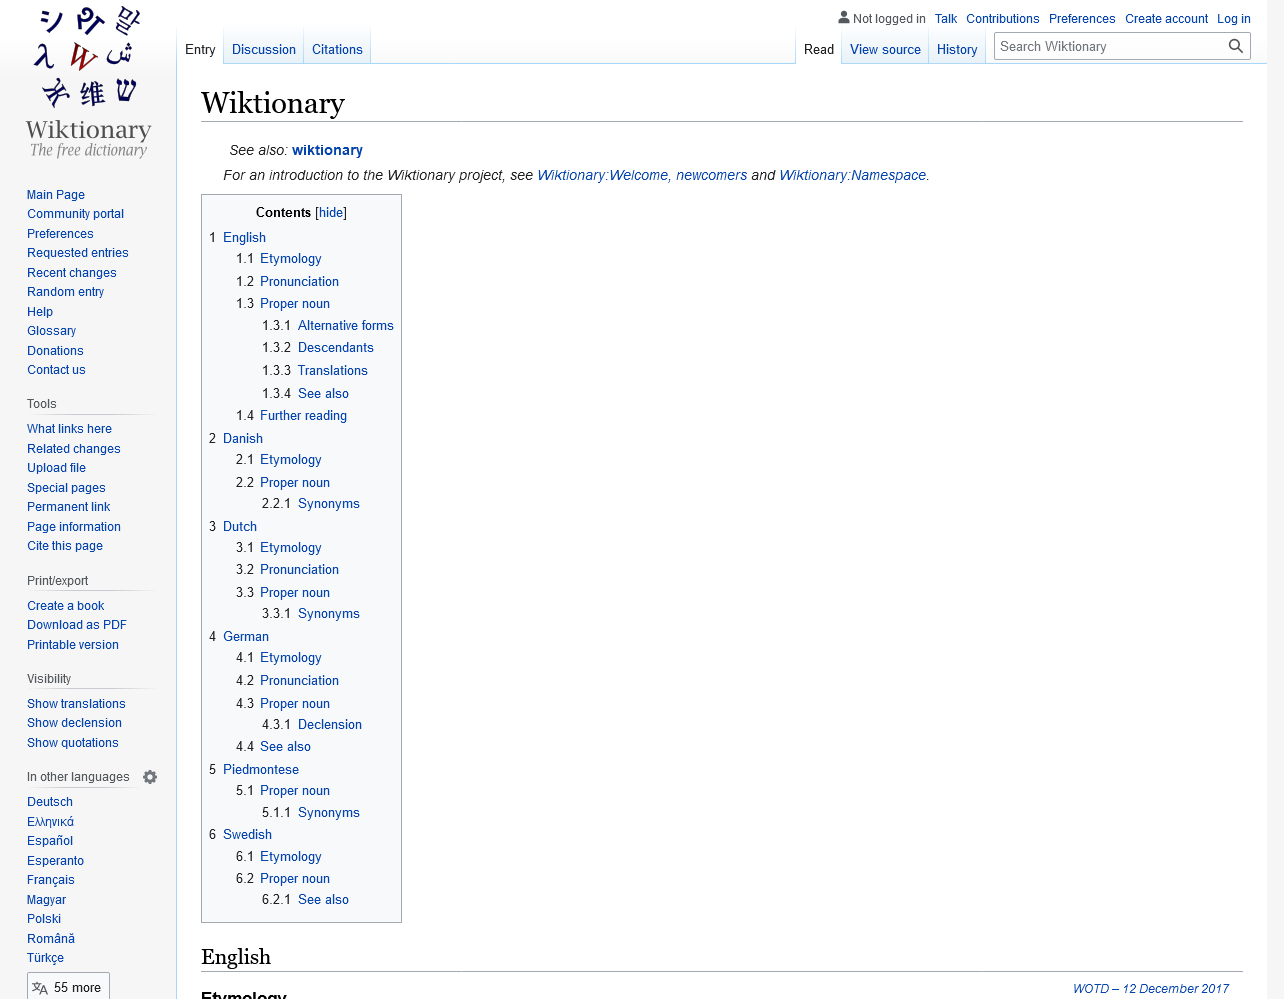 Wiktionary
The free dictionary
Main Page
Community portal
Preferences
Requested entries
Recent changes
Random entry
Help
Glossary
Donations
Contact us
Tools
What links here
Related changes
Upload file
Special pages
Permanent link
Page information
Cite this page
Print/export
Create a book
Download as PDF
Printable version
Visibility
Show translations
Show declension
Show quotations
In other languages
Deutsch
Ελληνικά
Español
Esperanto
Français
Magyar
Polski
Română
Türkçe
55 more
Not logged in Talk Contributions Preferences Create account Log in
Entry Discussion Citations Read View source History Search Wiktionary
Wiktionary
See also: wiktionary
For an introduction to the Wiktionary project, see Wiktionary:Welcome, newcomers and Wiktionary:Namespace.
Contents [hide]
1 English
1.1 Etymology
1.2 Pronunciation
1.3 Proper noun
1.3.1 Alternative forms
1.3.2 Descendants
1.3.3 Translations
1.3.4 See also
1.4 Further reading
2 Danish
2.1 Etymology
2.2 Proper noun
2.2.1 Synonyms
3 Dutch
3.1 Etymology
3.2 Pronunciation
3.3 Proper noun
3.3.1 Synonyms
4 German
4.1 Etymology
4.2 Pronunciation
4.3 Proper noun
4.3.1 Declension
4.4 See also
5 Piedmontese
5.1 Proper noun
5.1.1 Synonyms
6 Swedish
6.1 Etymology
6.2 Proper noun
6.2.1 See also
English
WOTD – 12 December 2017
Etymology